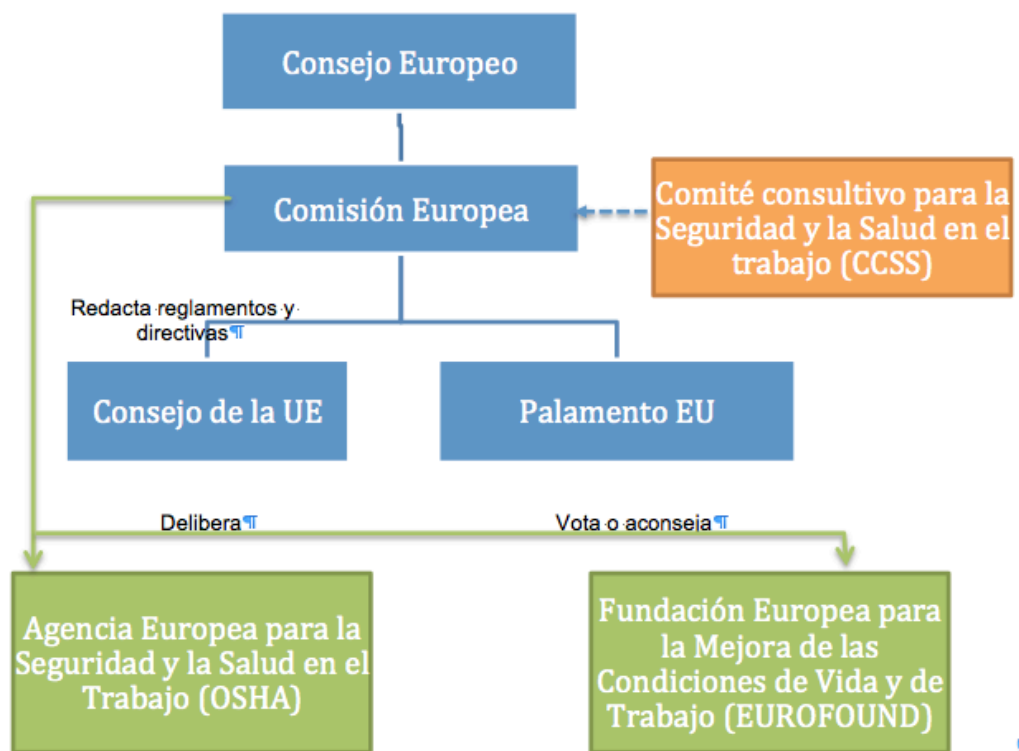 Consejo Europeo
Comisión Europea
Comité consultivo para la
Seguridad y la Salud en el
trabajo (CCSS)
Redacta reglamentos y
directivas¶
Consejo de la UE
Palamento EU
Delibera¶
Vota o aconseja¶
Agencia Europea para la
Seguridad y la Salud en el
Trabajo (OSHA)
Fundación Europea para
la Mejora de las
Condiciones de Vida y de
Trabajo (EUROFOUND)